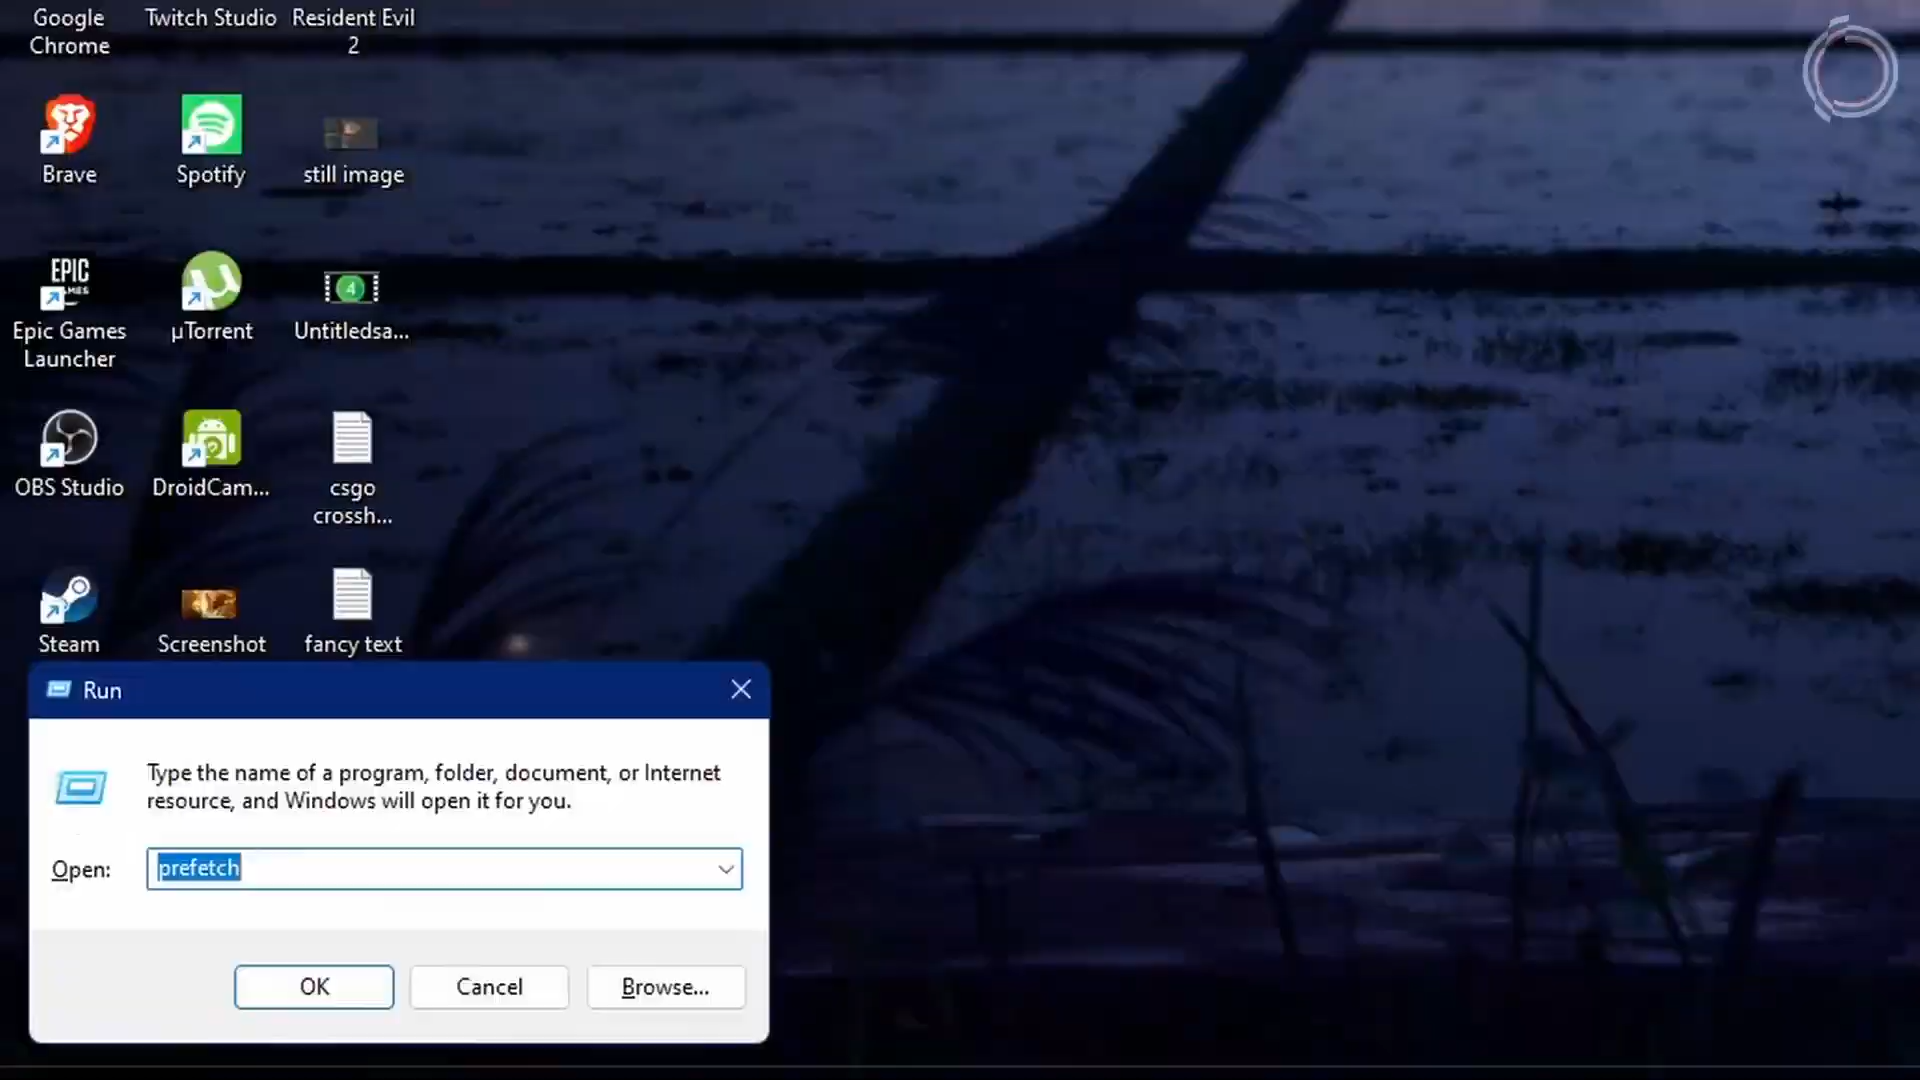 Google
Chrome
Twitch Studio
Resident Evil
2
Brave
Spotify
still image
EPIC
Epic Games
Launcher
µTorrent
4
Untitledsa...
OBS Studio
DroidCam...
csgo
crossh...
Steam
Screenshot
fancy text
Run
Type the name of a program, folder, document, or Internet
resource, and Windows will open it for you.
Open:
prefetch
OK
Cancel
Browse...